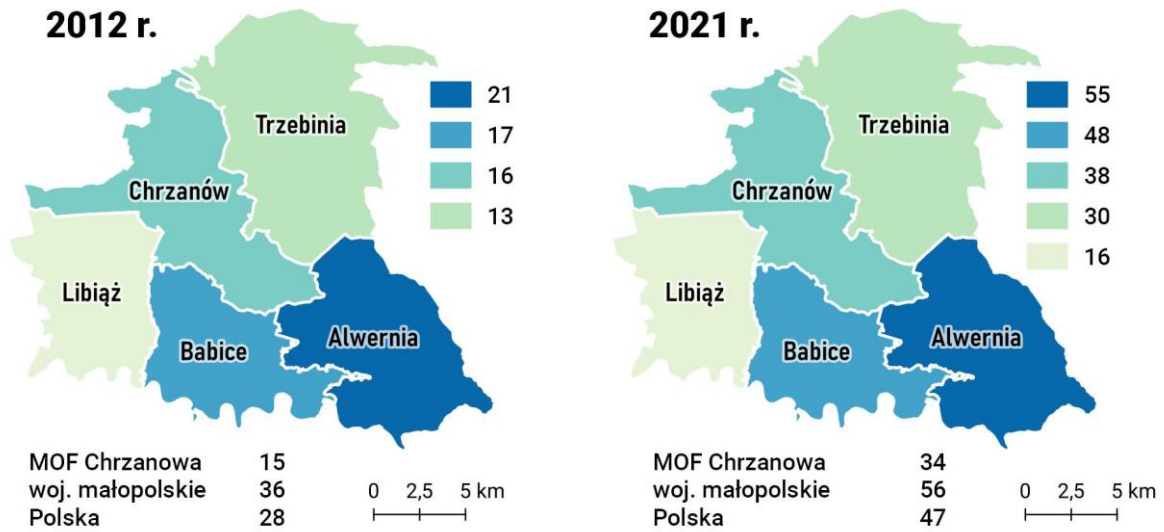 2012 r.
21
17
16
13
Trzebinia
Chrzanów
Libiąż
Babice
Alwernia
MOF Chrzanowa 15
woj. małopolskie 36
Polska 28
0 2,5 5 km
2021 r.
55
48
38
30
16
Trzebinia
Chrzanów
Libiąż
Babice
Alwernia
MOF Chrzanowa 34
woj. małopolskie 56
Polska 47
0 2,5 5 km